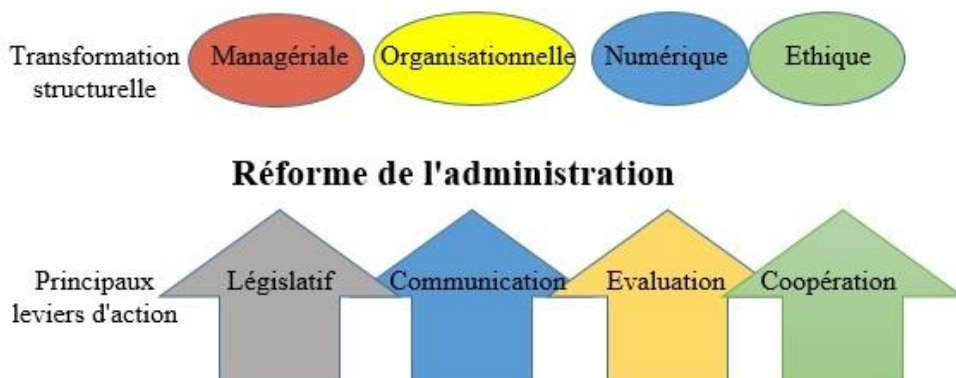 Transformation
structurelle
Managériale
Organisationnelle
Numérique
Ethique
Réforme de l'administration
Principaux
leviers d'action
Législatif
Communication
Evaluation
Coopération